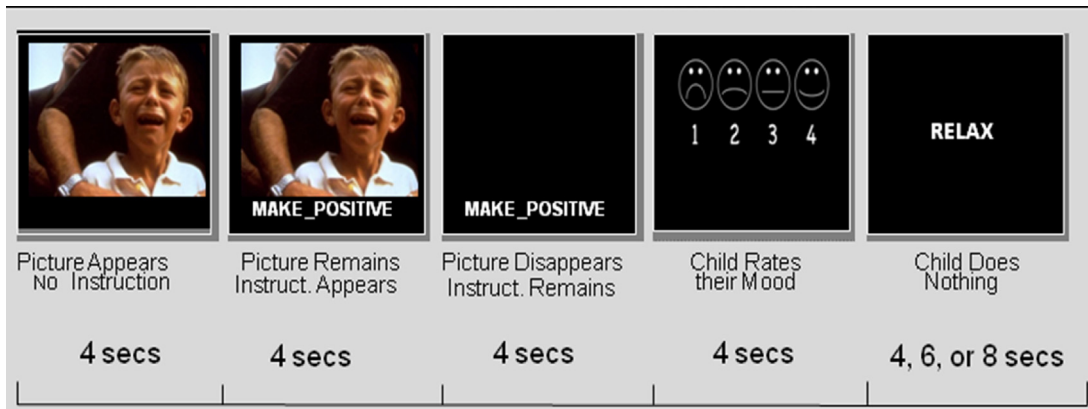 MAKE_POSITIVE
MAKE_POSITIVE
1 2 3 4
RELAX
Picture Appears
No Instruction
Picture Remains
Instruct. Appears
Picture Disappears
Instruct. Remains
Child Rates
their Mood
Child Does
Nothing
4 secs
4 secs
4 secs
4 secs
4, 6, or 8 secs